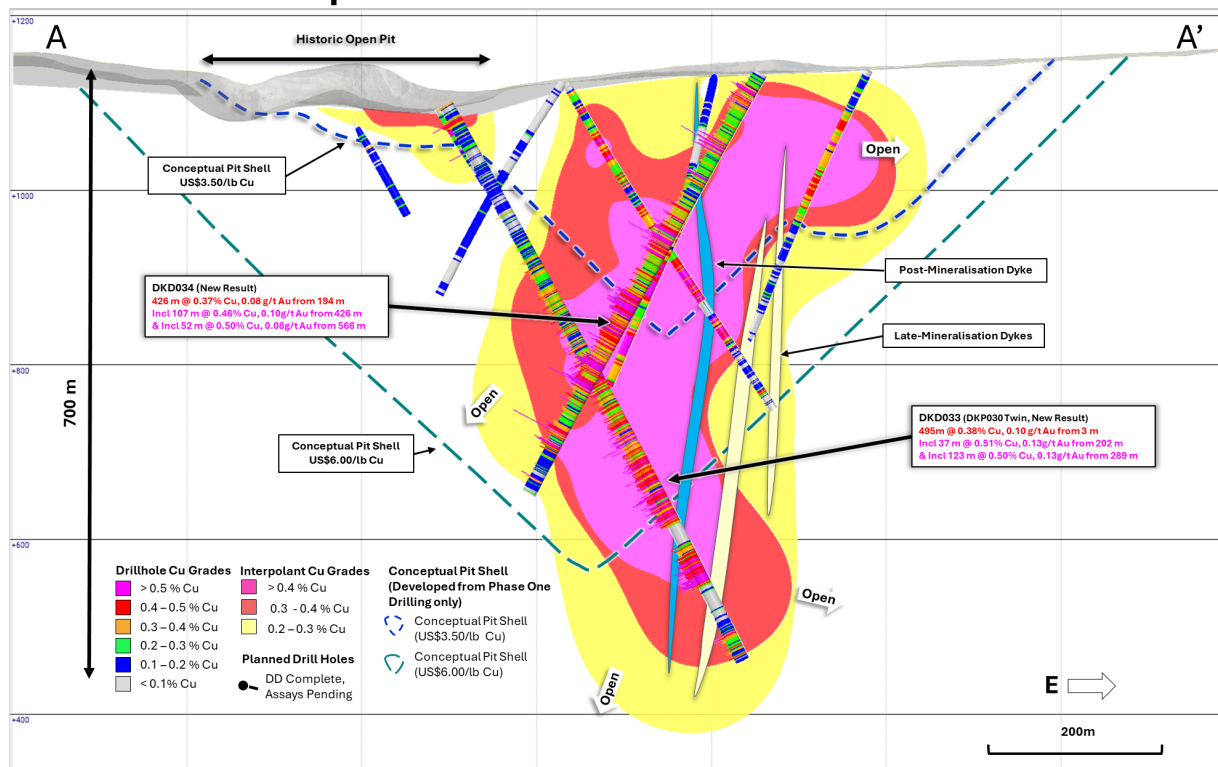 +1200
A
Historic Open Pit
A’
Conceptual Pit Shell
US$3.50/lb Cu
Open
+1000
Post-Mineralisation Dyke
DKD034 (New Result)
426 m @ 0.37% Cu, 0.08 g/t Au from 194 m
Incl 107 m @ 0.46% Cu, 0.10g/t Au from 426 m
& Incl 52 m @ 0.50% Cu, 0.08g/t Au from 566 m
Late-Mineralisation Dykes
+800
700 m
Open
DKD033 (DKP030 Twin, New Result)
495m @ 0.38% Cu, 0.10 g/t Au from 3 m
Incl 37 m @ 0.51% Cu, 0.13g/t Au from 202 m
& Incl 123 m @ 0.50% Cu, 0.13g/t Au from 289 m
Conceptual Pit Shell
US$6.00/lb Cu
+600
Drillhole Cu Grades
> 0.5 % Cu
0.4 – 0.5 % Cu
0.3 – 0.4 % Cu
0.2 – 0.3 % Cu
0.1 – 0.2 % Cu
< 0.1% Cu
Interpolant Cu Grades
> 0.4 % Cu
0.3 - 0.4 % Cu
0.2 – 0.3 % Cu
Planned Drill Holes
DD Complete,
Assays Pending
Conceptual Pit Shell
(Developed from Phase One
Drilling only)
Conceptual Pit Shell
(US$3.50/lb Cu)
Conceptual Pit Shell
(US$6.00/lb Cu)
Open
Open
E
+400
200m